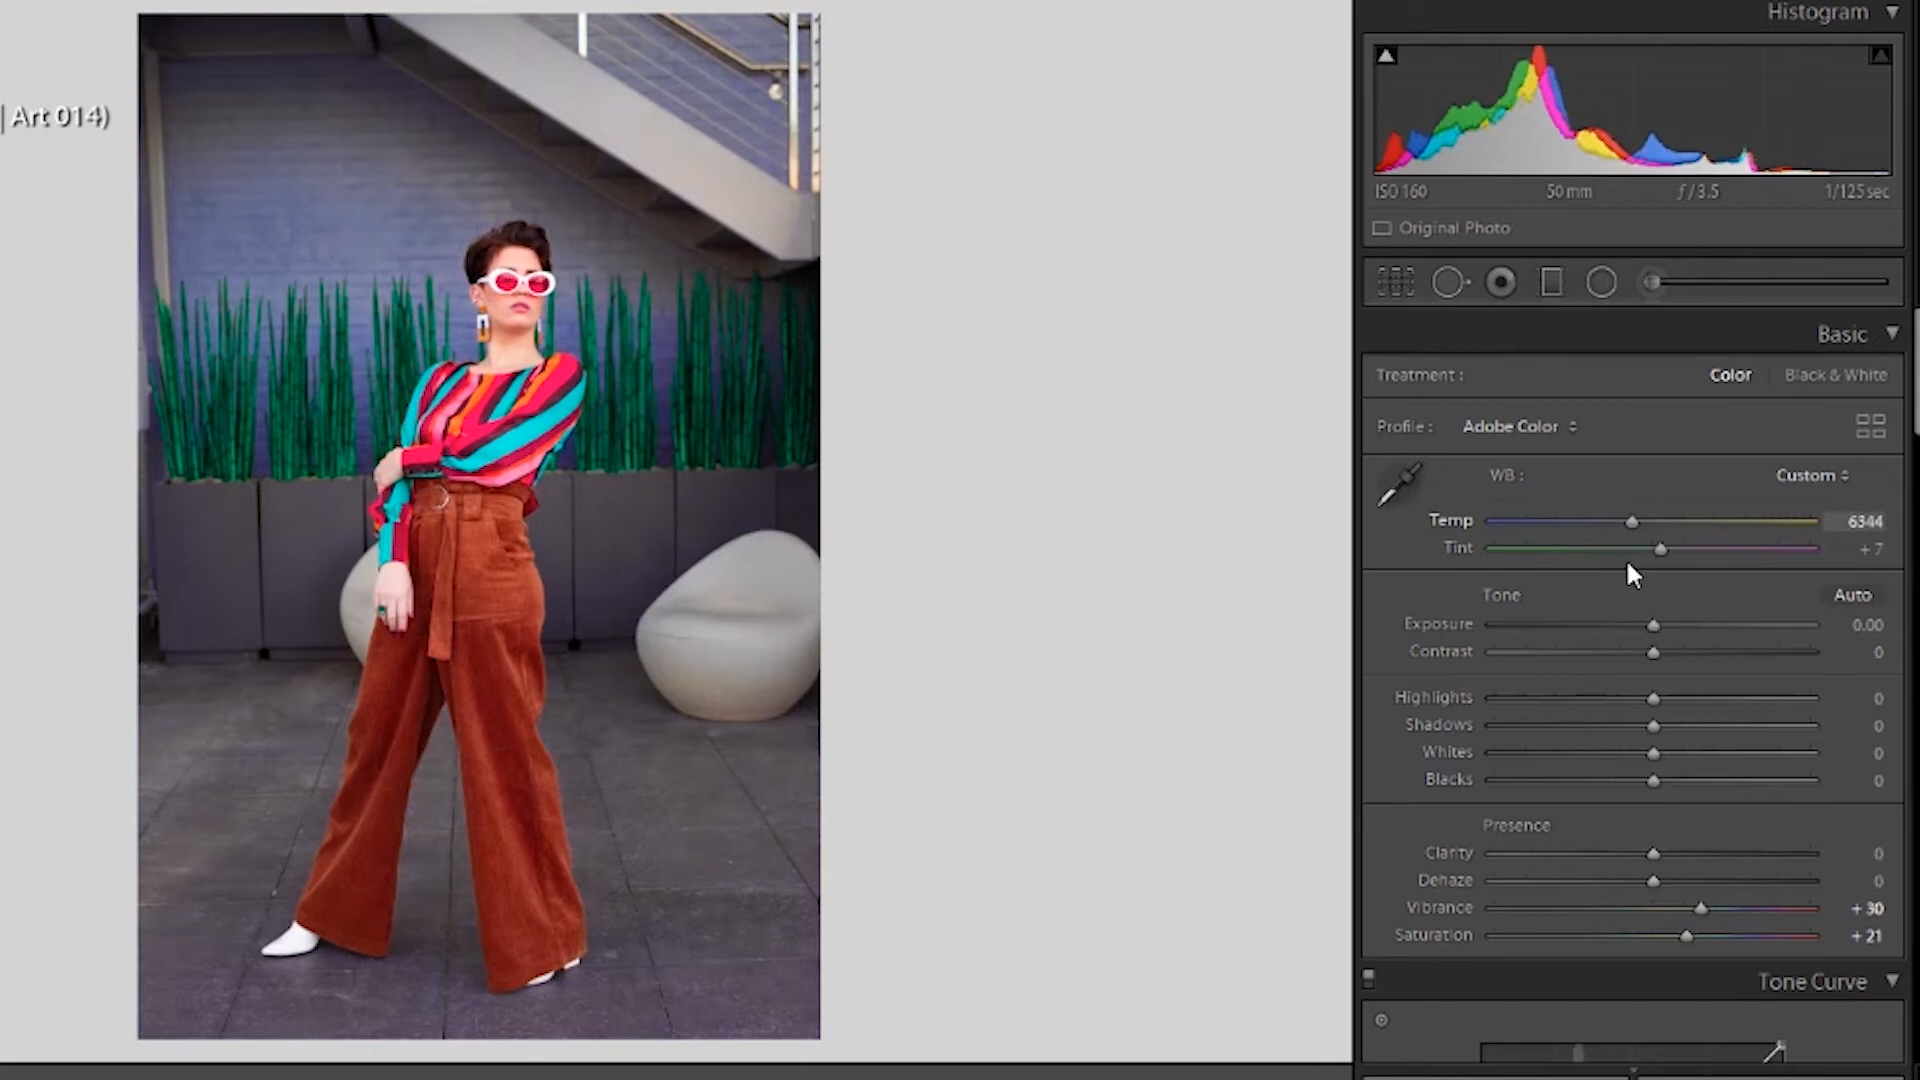 Histogram
| Art 014)
ISO 160 50 mm ƒ / 3.5 1/125 sec
Original Photo
Basic
Treatment : Color Black & White
Profile : Adobe Color
WB : Custom
Temp 6344
Tint + 7
Tone Auto
Exposure 0.00
Contrast 0
Highlights 0
Shadows 0
Whites 0
Blacks 0
Presence
Clarity 0
Dehaze 0
Vibrance + 30
Saturation + 21
Tone Curve